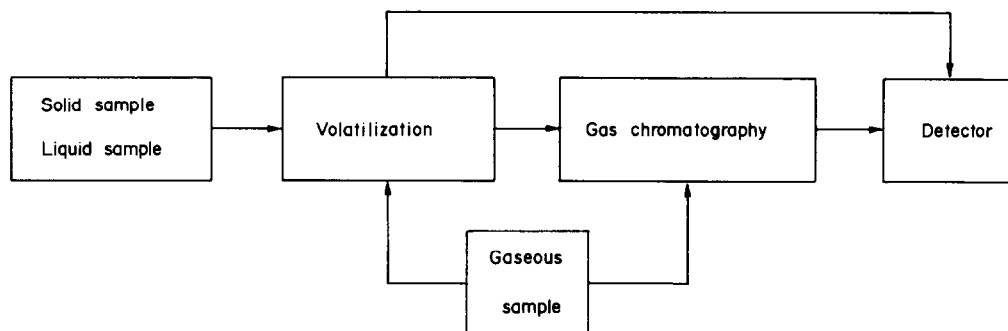 Solid sample
Liquid sample
Volatilization
Gas chromatography
Detector
Gaseous
sample